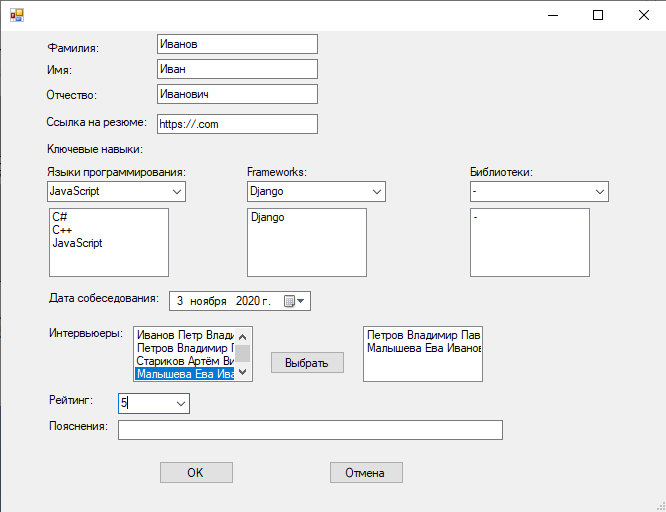 Фамилия: Иванов
Имя: Иван
Отчество: Иванович
Ссылка на резюме: https://.com
Ключевые навыки:
Языки программирования: Frameworks: Библиотеки:
JavaScript Django -
C# Django -
C++
JavaScript
Дата собеседования: 3 ноября 2020 г.
Интервьюеры: Иванов Петр Влади Петров Владимир Пав
Петров Владимир Г Малышева Ева Иванов
Стариков Артём Ви
Малышева Ева Ива
Выбрать
Рейтинг: 5
Пояснения:
OK Отмена